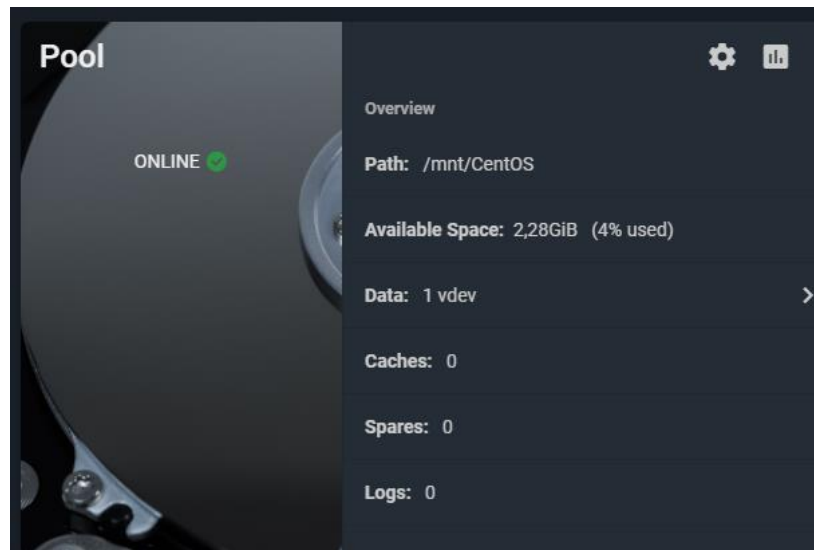 Pool
ONLINE
Overview
Path: /mnt/CentOS
Available Space: 2,28GiB (4% used)
Data: 1 vdev
Caches: 0
Spares: 0
Logs: 0